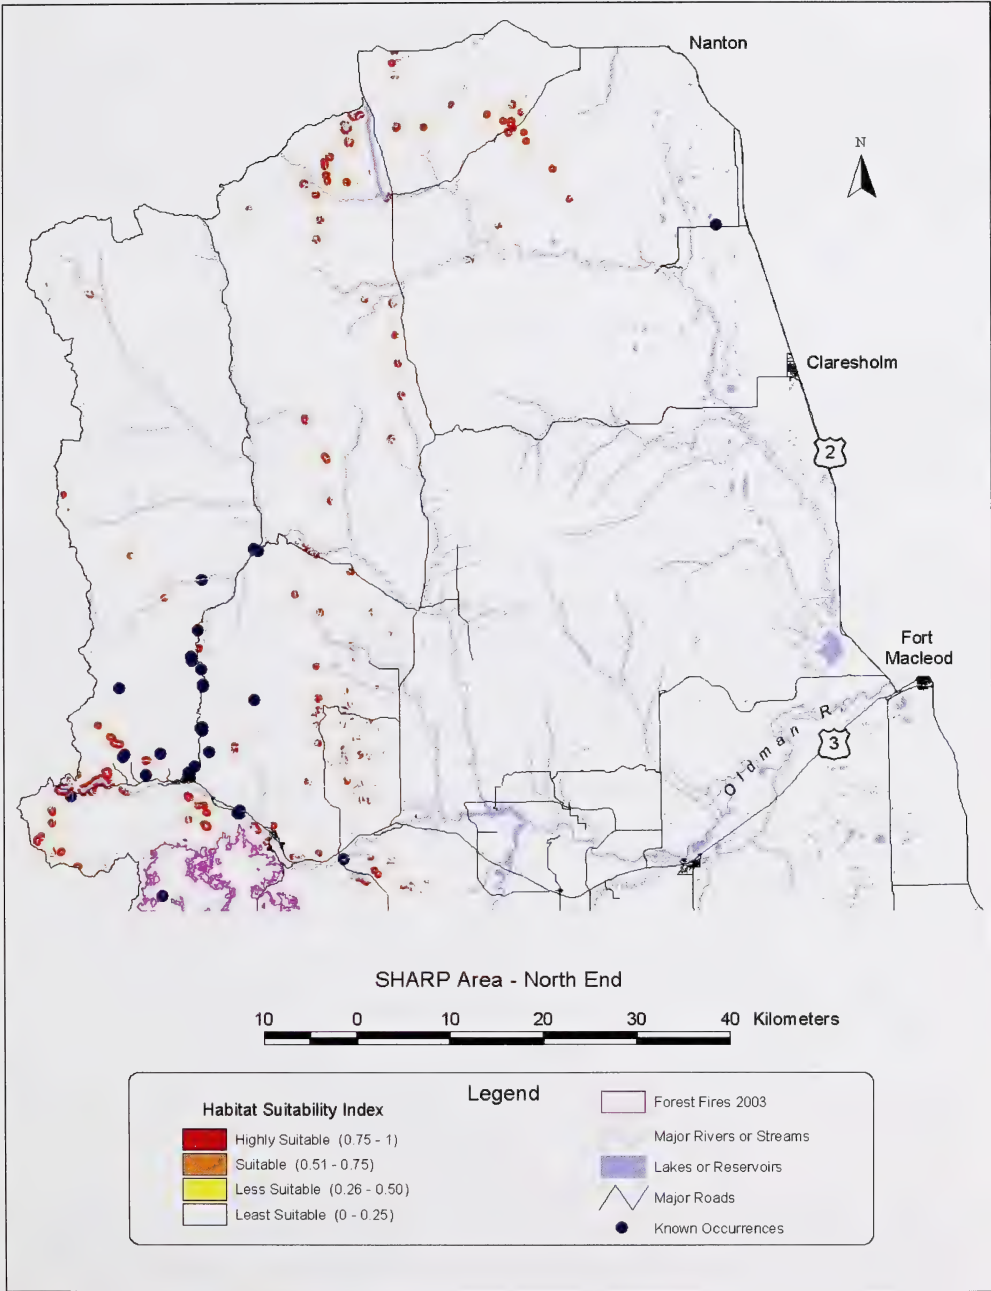 Nanton
N
Claresholm
2
Fort
Macleod
Oldman R
3
SHARP Area - North End
10 0 10 20 30 40 Kilometers
Legend
Habitat Suitability Index
Highly Suitable (0.75 - 1)
Suitable (0.51 - 0.75)
Less Suitable (0.26 - 0.50)
Least Suitable (0 - 0.25)
Forest Fires 2003
Major Rivers or Streams
Lakes or Reservoirs
Major Roads
Known Occurrences